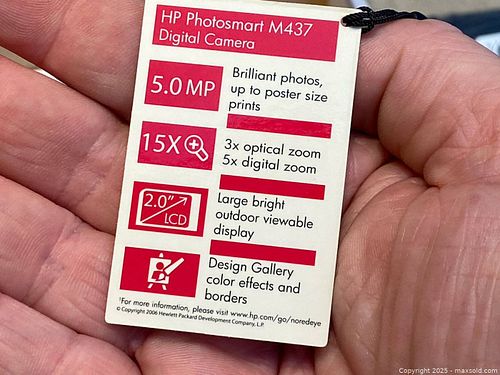 HP Photosmart M437
Digital Camera
5.0 MP
Brilliant photos,
up to poster size
prints
15X
3x optical zoom
5x digital zoom
2.0"
LCD
Large bright
outdoor viewable
display
Design Gallery
color effects and
borders
¹For more information, please visit www.hp.com/go/noredeye
© Copyright 2006 Hewlett Packard Development Company, L.P.
Copyright 2025 - maxsold.com